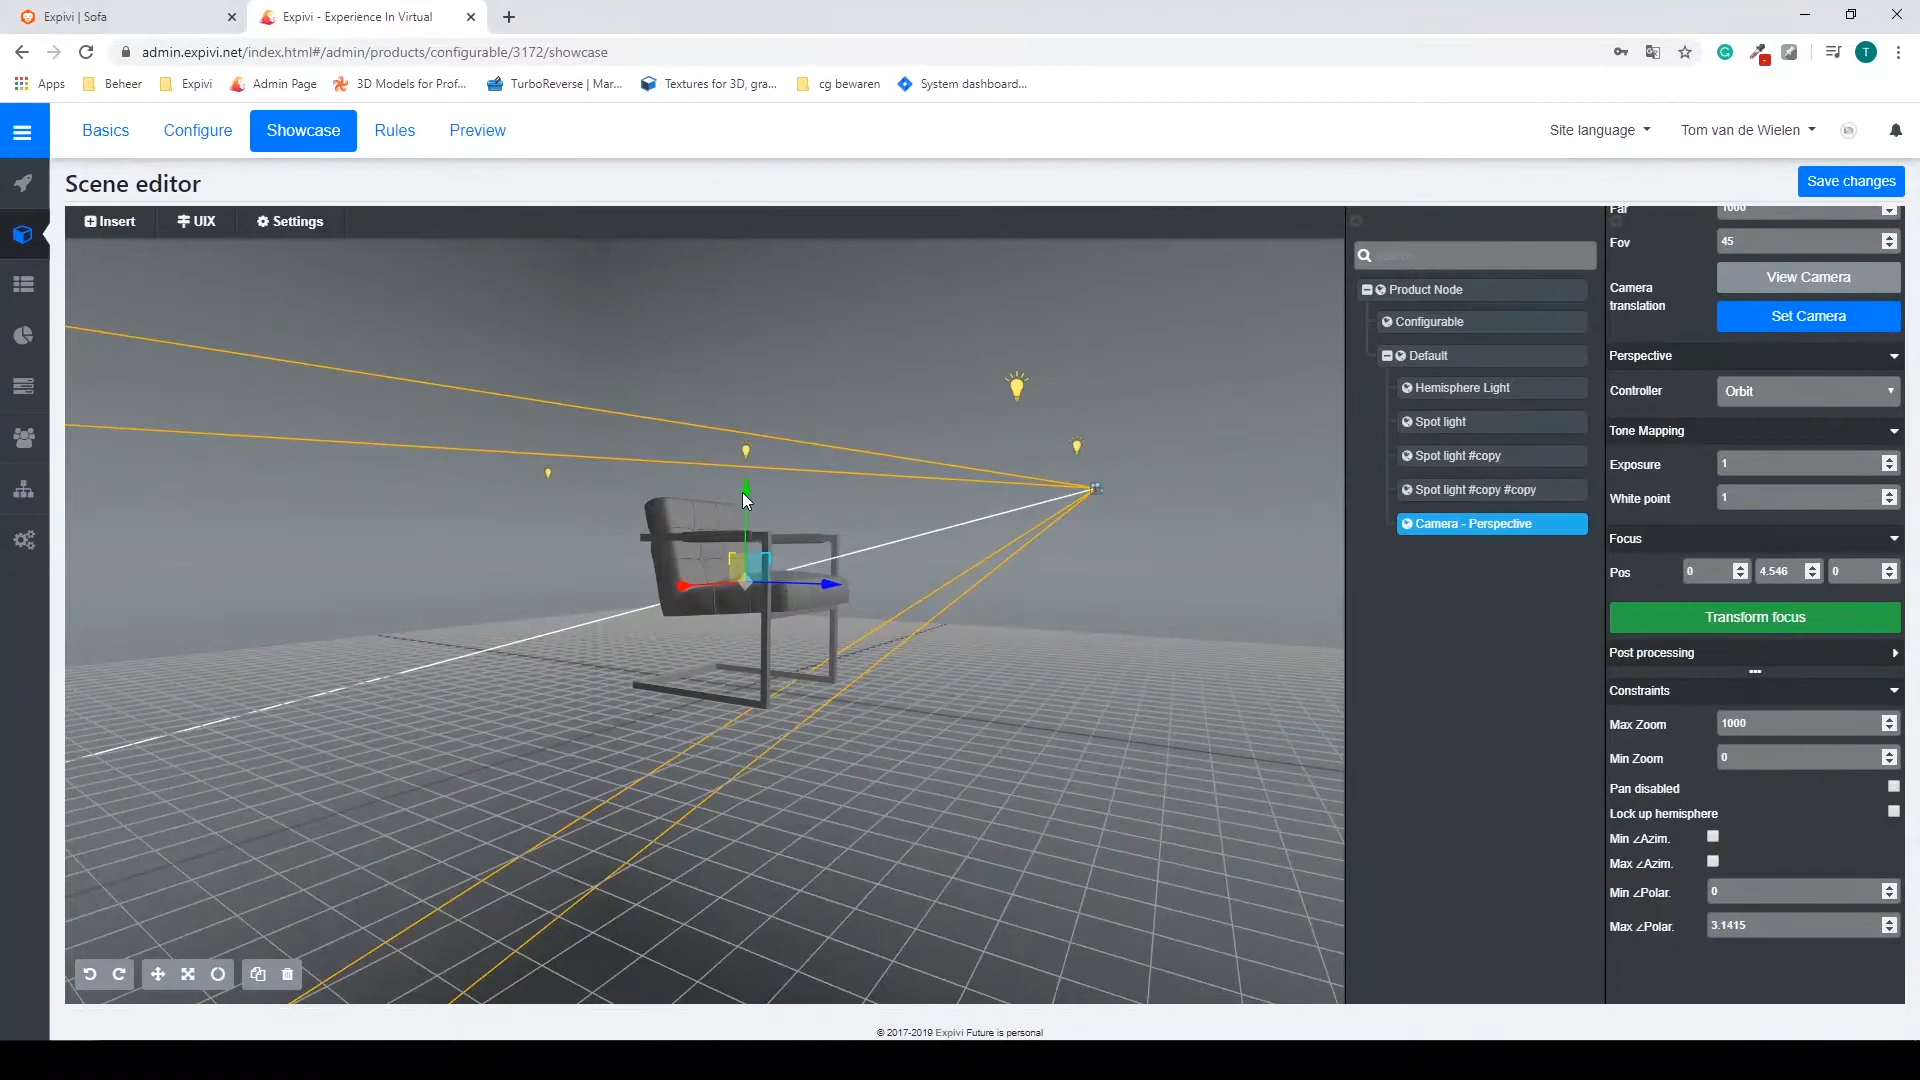 Expivi | Sofa
Expivi - Experience In Virtual
admin.expivi.net/index.html#/admin/products/configurable/3172/showcase
T
Apps
Beheer
Expivi
Admin Page
3D Models for Prof...
TurboReverse | Mar...
Textures for 3D, gra...
cg bewaren
System dashboard...
Basics
Configure
Showcase
Rules
Preview
Site language
Tom van de Wielen
Scene editor
Save changes
Insert
UIX
Settings
Product Node
Configurable
Default
Hemisphere Light
Spot light
Spot light #copy
Spot light #copy #copy
Camera - Perspective
Far 1000
Fov 45
Camera translation
View Camera
Set Camera
Perspective
Controller Orbit
Tone Mapping
Exposure 1
White point 1
Focus
Pos 0 4.546 0
Transform focus
Post processing
Constraints
Max Zoom 1000
Min Zoom 0
Pan disabled
Lock up hemisphere
Min ∠Azim.
Max ∠Azim.
Min ∠Polar. 0
Max ∠Polar. 3.1415
© 2017-2019 Expivi Future is personal